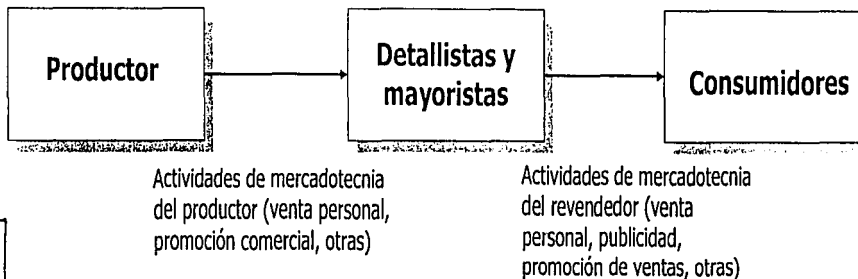 Productor
Detallistas y
mayoristas
Consumidores
Actividades de mercadotecnia
del productor (venta personal,
promoción comercial, otras)
Actividades de mercadotecnia
del revendedor (venta
personal, publicidad,
promoción de ventas, otras)